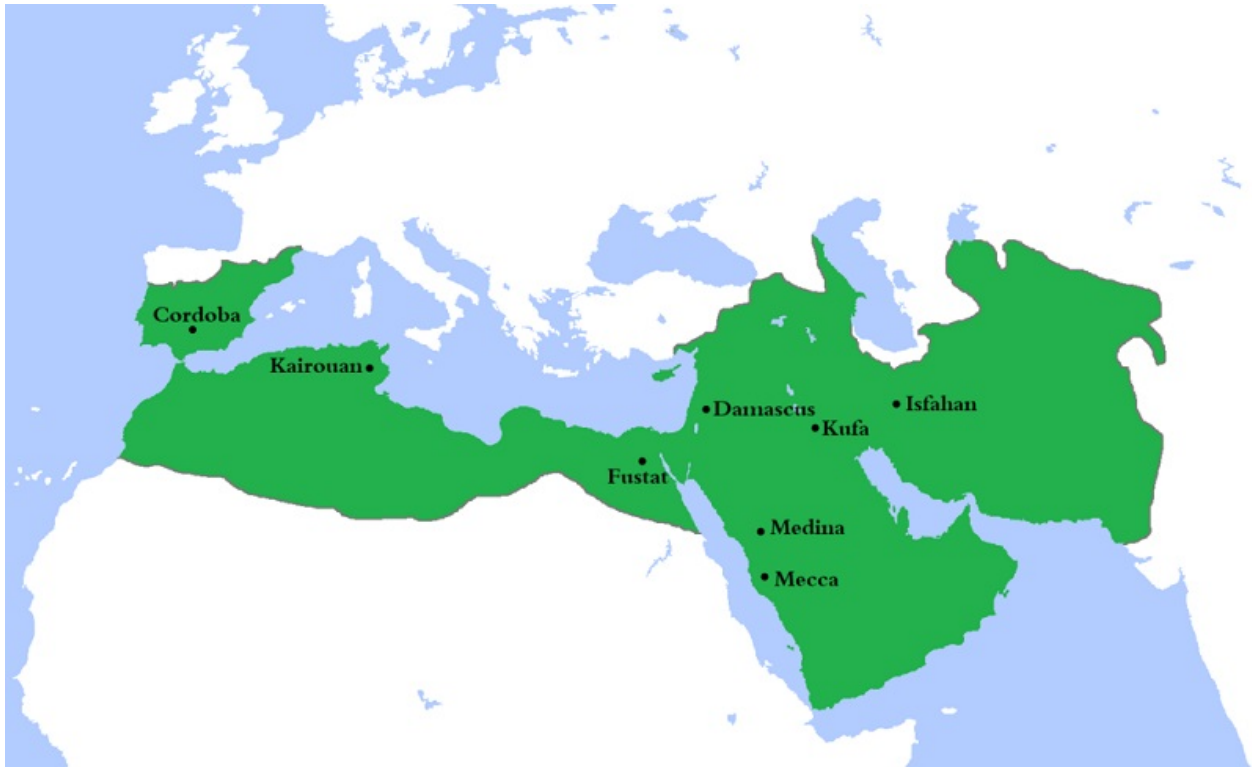 Cordoba
Kairouan
Damascus
Isfahan
Kufa
Fustat
Medina
Mecca